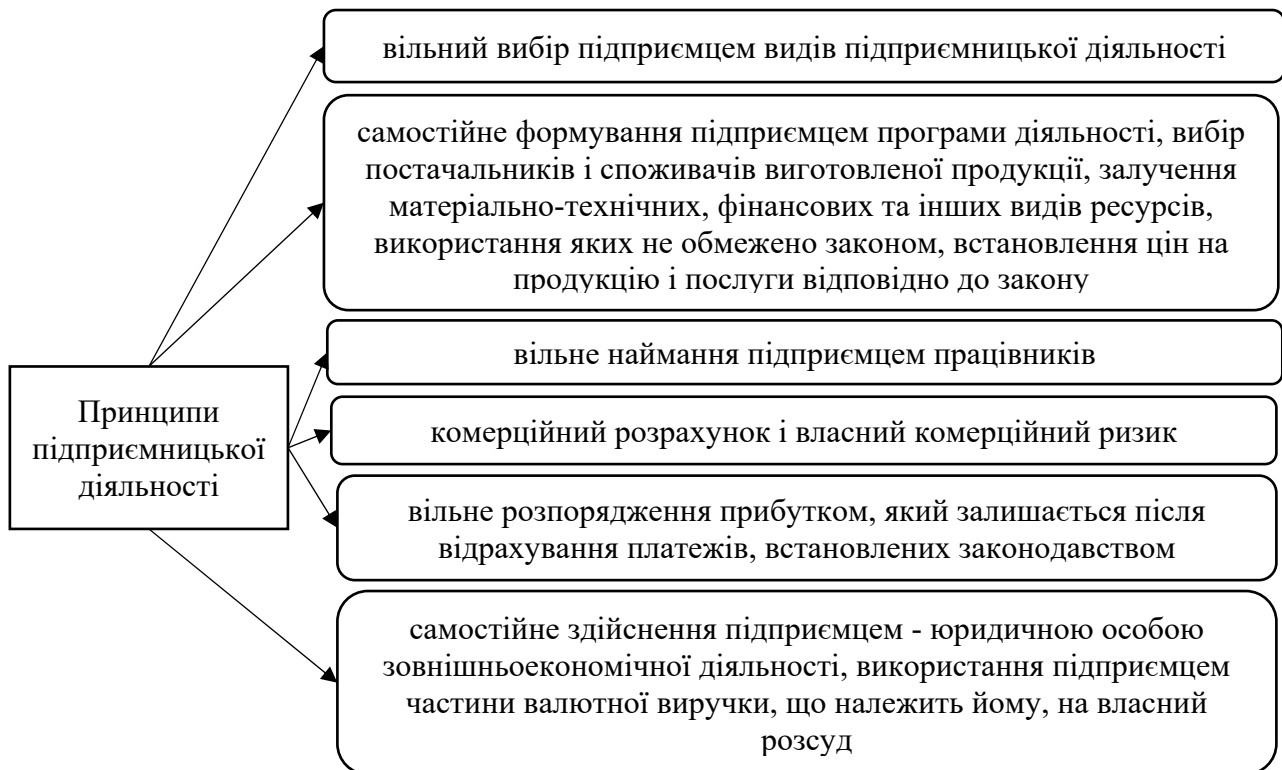 вільний вибір підприємцем видів підприємницької діяльності
самостійне формування підприємцем програми діяльності, вибір
постачальників і споживачів виготовленої продукції, залучення
матеріально-технічних, фінансових та інших видів ресурсів,
використання яких не обмежено законом, встановлення цін на
продукцію і послуги відповідно до закону
вільне наймання підприємцем працівників
Принципи
підприємницької
діяльності
комерційний розрахунок і власний комерційний ризик
вільне розпорядження прибутком, який залишається після
відрахування платежів, встановлених законодавством
самостійне здійснення підприємцем - юридичною особою
зовнішньоекономічної діяльності, використання підприємцем
частини валютної виручки, що належить йому, на власний
розсуд